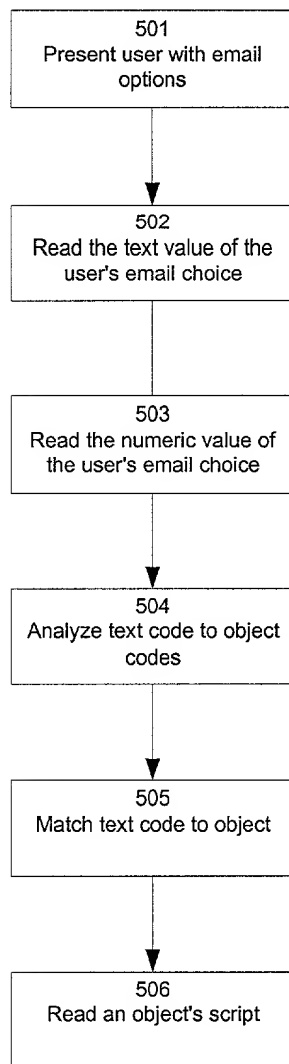 501
Present user with email
options
502
Read the text value of the
user's email choice
503
Read the numeric value of
the user's email choice
504
Analyze text code to object
codes
505
Match text code to object
506
Read an object's script